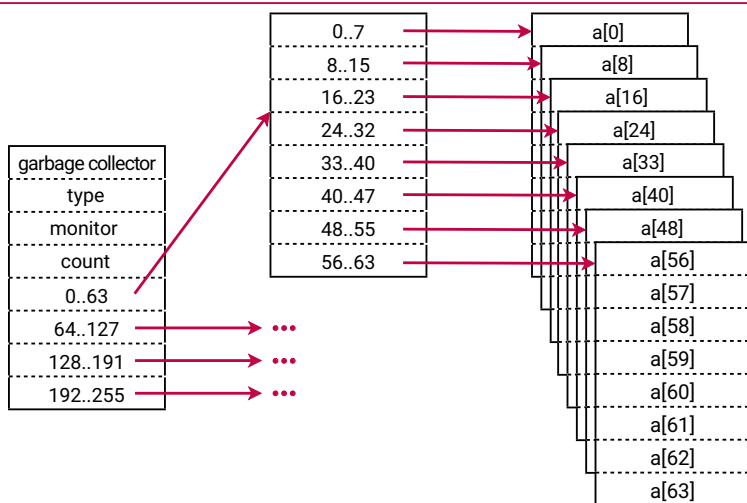 garbage collector
type
monitor
count
0..63
64..127
128..191
192..255
•••
•••
•••
0..7
8..15
16..23
24..32
33..40
40..47
48..55
56..63
a[0]
a[8]
a[16]
a[24]
a[33]
a[40]
a[48]
a[56]
a[57]
a[58]
a[59]
a[60]
a[61]
a[62]
a[63]